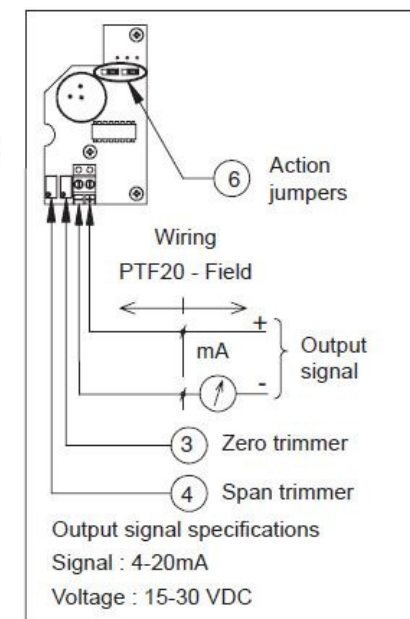 6
Action
jumpers
Wiring
PTF20 - Field
+
mA
Output
signal
-
3 Zero trimmer
4 Span trimmer
Output signal specifications
Signal : 4-20mA
Voltage : 15-30 VDC